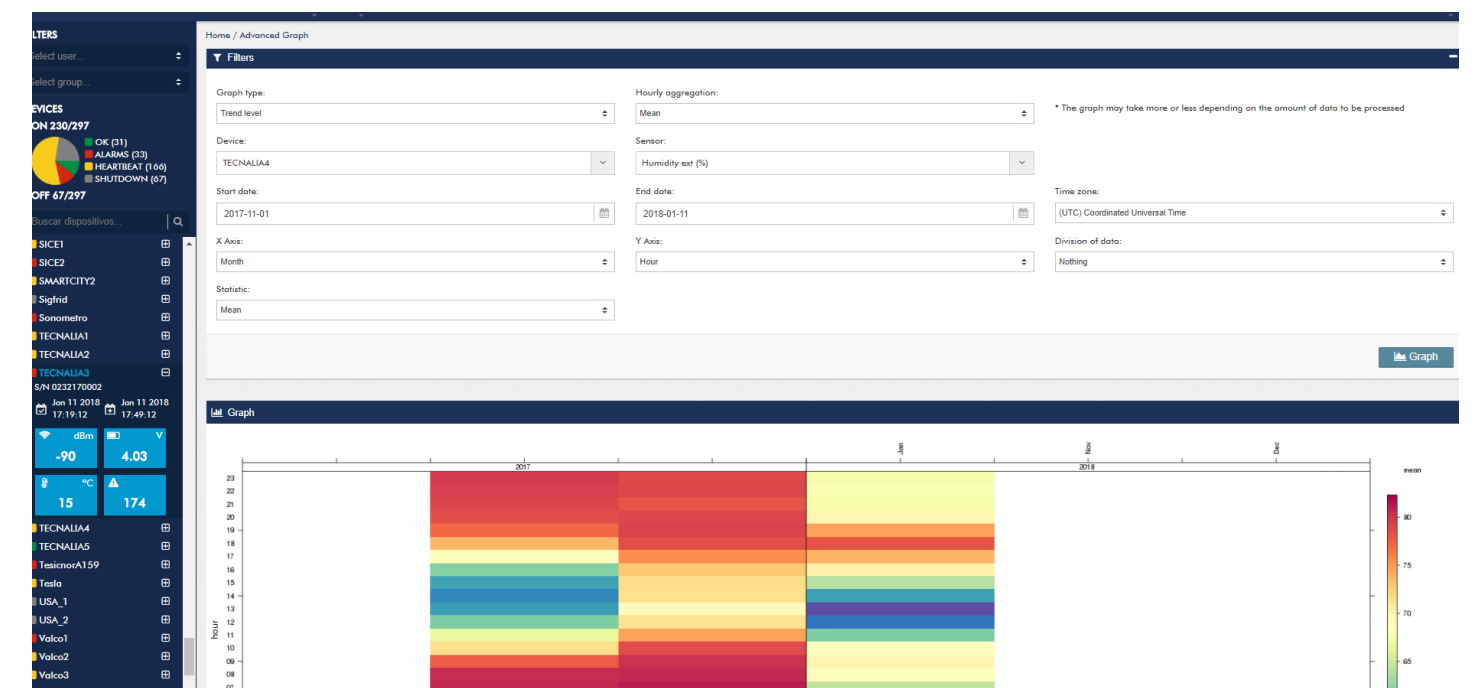 LTERS
Select user...
Select group...
EVICES
ON 230/297
OK (31)
ALARMS (33)
HEARTBEAT (166)
SHUTDOWN (67)
OFF 67/297
Buscar dispositivos...
SICE1
SICE2
SMARTCITY2
Sigfrid
Sonometro
TECNALIA1
TECNALIA2
TECNALIA3
S/N 0232170002
Jan 11 2018 Jan 11 2018
17:19:12 17:49:12
dBm V
-90 4.03
°C
15 174
TECNALIA4
TECNALIA5
TesicnorA159
Tesla
USA_1
USA_2
Valco1
Valco2
Valco3
Home / Advanced Graph
Filters
Graph type: Hourly aggregation:
Trend level Mean * The graph may take more or less depending on the amount of data to be processed
Device: Sensor:
TECNALIA4 Humidity ext (%)
Start date: End date: Time zone:
2017-11-01 2018-01-11 (UTC) Coordinated Universal Time
X Axis: Y Axis: Division of data:
Month Hour Nothing
Statistic:
Mean
Graph
Graph
Jan Nov Dec
2017 2018 mean
23
22
21
20 80
19
18
17
16 75
15
14
13
12 70
hour
11
10
09 65
08
07